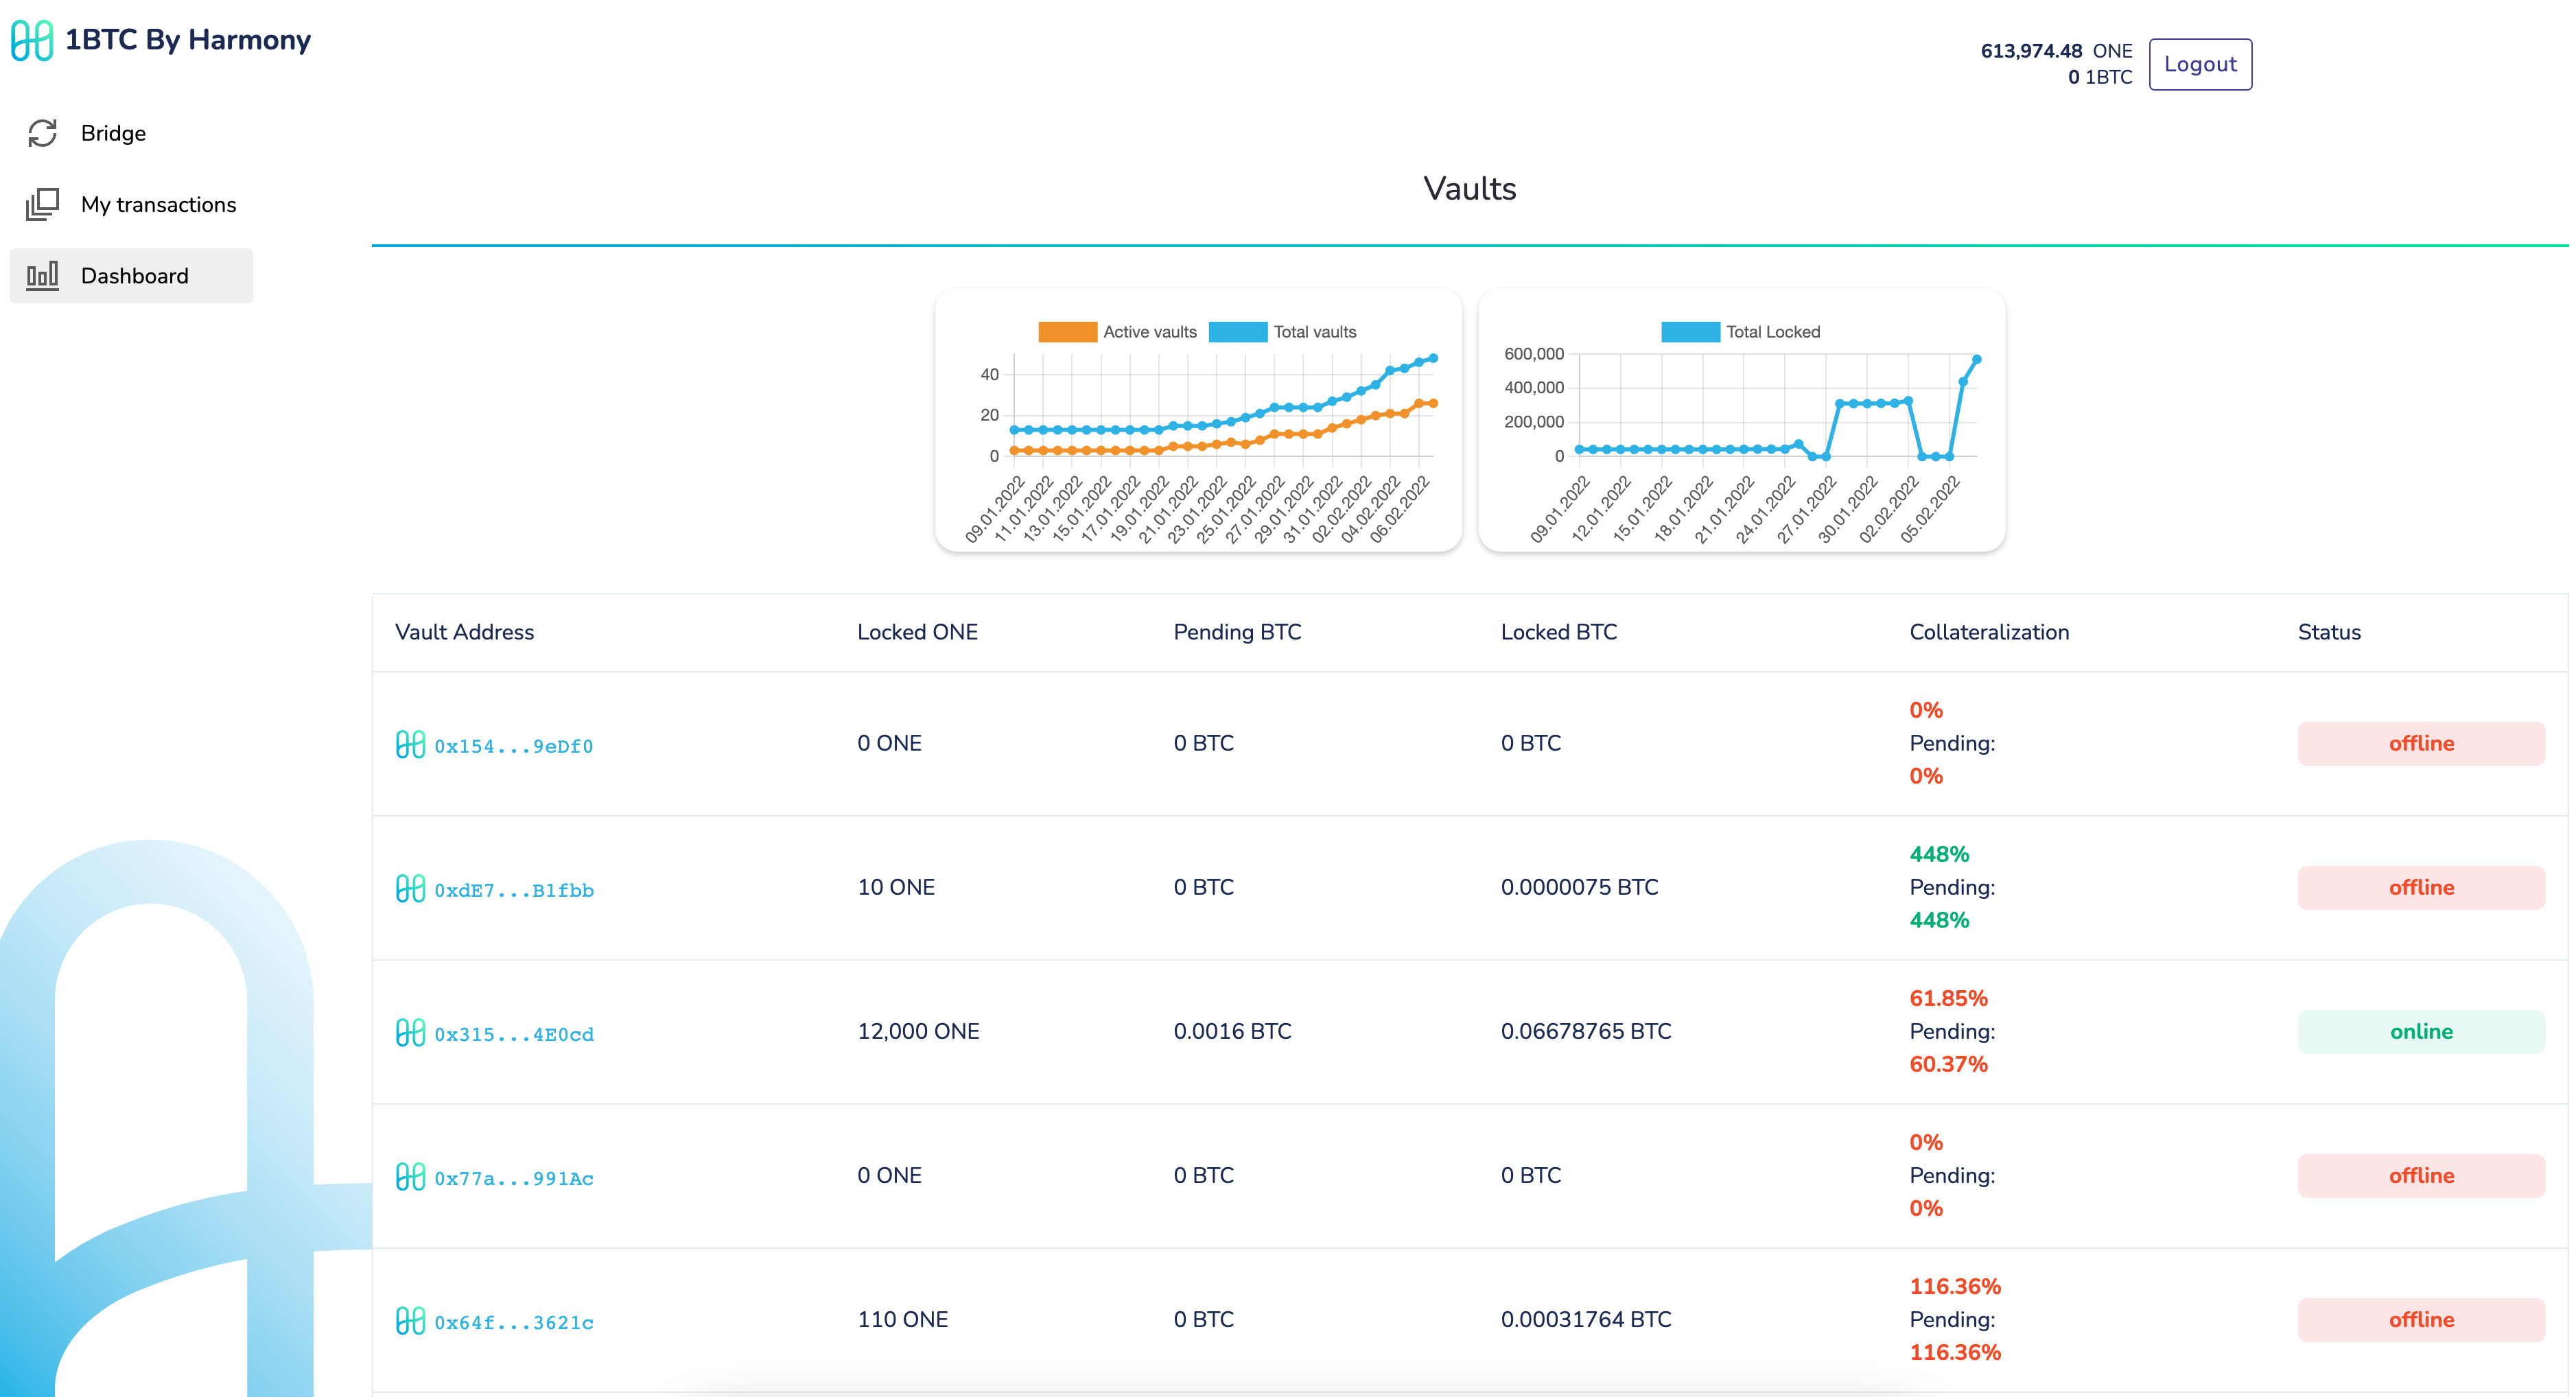 1BTC By Harmony
613,974.48 ONE
0 1BTC
Logout
Bridge
My transactions
Dashboard
Vaults
Active vaults Total vaults
40
20
0
09.01.2022 11.01.2022 13.01.2022 15.01.2022 17.01.2022 19.01.2022 21.01.2022 23.01.2022 25.01.2022 27.01.2022 29.01.2022 31.01.2022 02.02.2022 04.02.2022 06.02.2022
Total Locked
600,000
400,000
200,000
0
09.01.2022 12.01.2022 15.01.2022 18.01.2022 21.01.2022 24.01.2022 27.01.2022 30.01.2022 02.02.2022 05.02.2022
Vault Address Locked ONE Pending BTC Locked BTC Collateralization Status
0%
0x154...9eDf0 0 ONE 0 BTC 0 BTC Pending: offline
0%
448%
0xdE7...B1fbb 10 ONE 0 BTC 0.0000075 BTC Pending: offline
448%
61.85%
0x315...4E0cd 12,000 ONE 0.0016 BTC 0.06678765 BTC Pending: online
60.37%
0%
0x77a...991Ac 0 ONE 0 BTC 0 BTC Pending: offline
0%
116.36%
0x64f...3621c 110 ONE 0 BTC 0.00031764 BTC Pending: offline
116.36%